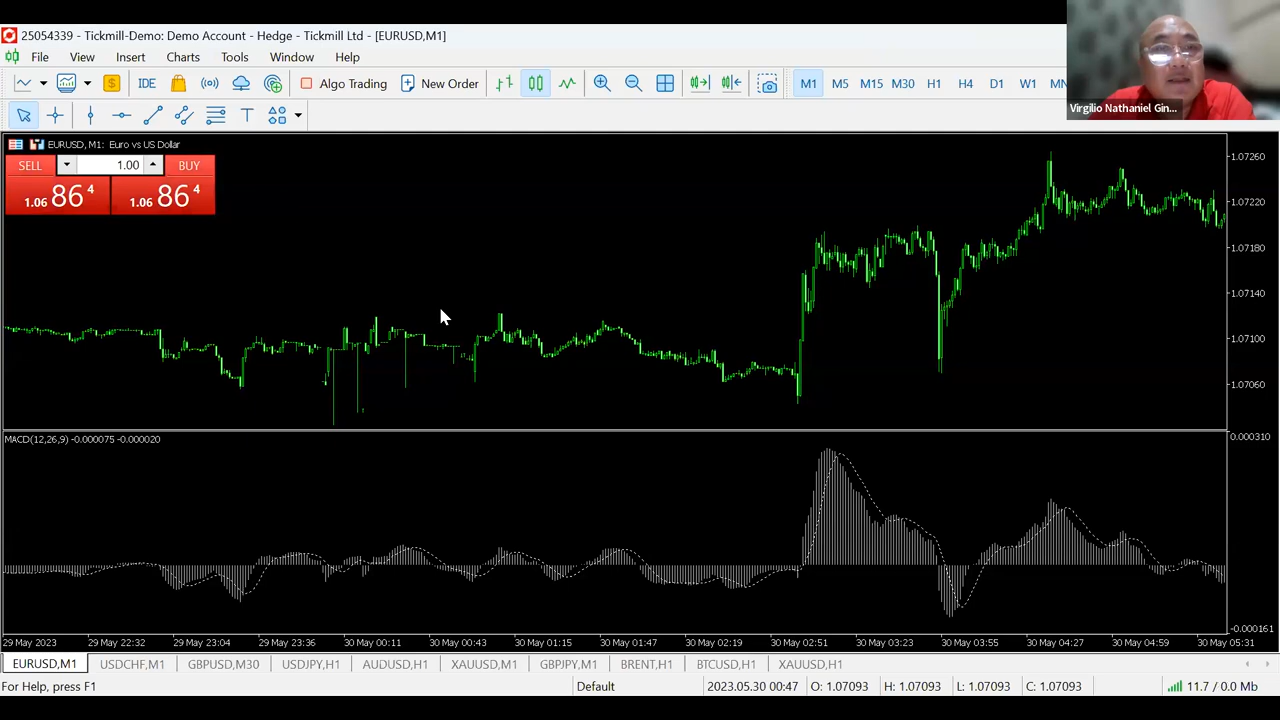 25054339 - Tickmill-Demo: Demo Account - Hedge - Tickmill Ltd - [EURUSD,M1]
File View Insert Charts Tools Window Help
IDE Algo Trading New Order M1 M5 M15 M30 H1 H4 D1 W1 MN
T
Virgilio Nathaniel Gin...
EURUSD, M1: Euro vs US Dollar
SELL 1.00 BUY
1.06 86 4 1.06 86 4
1.07260
1.07220
1.07180
1.07140
1.07100
1.07060
MACD(12,26,9) -0.000075 -0.000020
0.000310
-0.000161
29 May 2023 29 May 22:32 29 May 23:04 29 May 23:36 30 May 00:11 30 May 00:43 30 May 01:15 30 May 01:47 30 May 02:19 30 May 02:51 30 May 03:23 30 May 03:55 30 May 04:27 30 May 04:59 30 May 05:31
EURUSD,M1 USDCHF,M1 GBPUSD,M30 USDJPY,H1 AUDUSD,H1 XAUUSD,M1 GBPJPY,M1 BRENT,H1 BTCUSD,H1 XAUUSD,H1
For Help, press F1 Default 2023.05.30 00:47 O: 1.07093 H: 1.07093 L: 1.07093 C: 1.07093 11.7 / 0.0 Mb